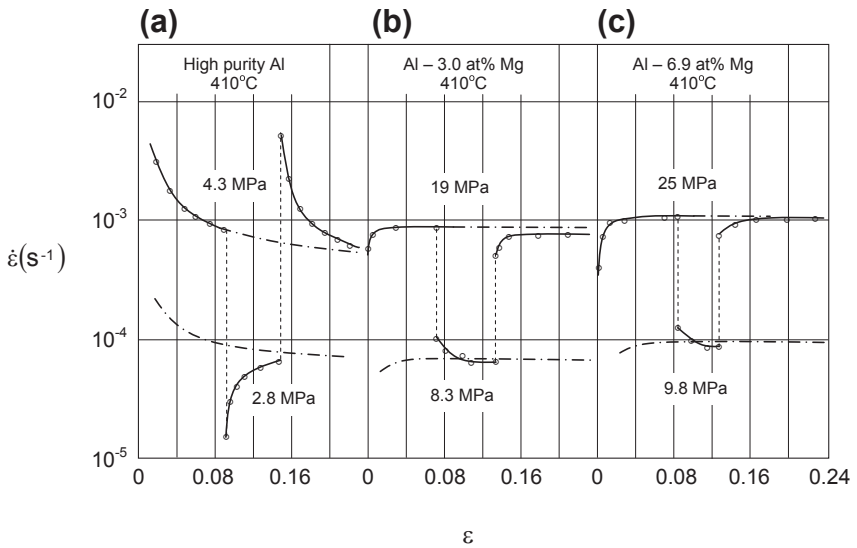 (a) (b) (c)
High purity Al
410°C
Al – 3.0 at% Mg
410°C
Al – 6.9 at% Mg
410°C
10-2
4.3 MPa
19 MPa
25 MPa
10-3
ε̇(s-1)
10-4
2.8 MPa
8.3 MPa
9.8 MPa
10-5
0 0.08 0.16 0 0.08 0.16 0 0.08 0.16 0.24
ε